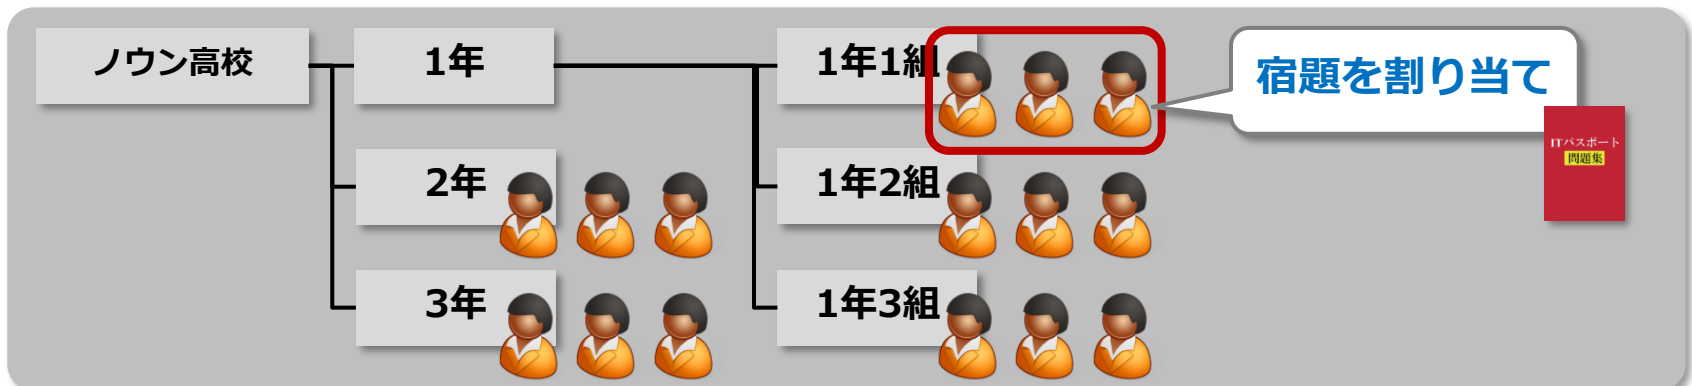 ノウン高校
1年
1年1組
宿題を割り当て
ITパスポート
問題集
2年
1年2組
3年
1年3組